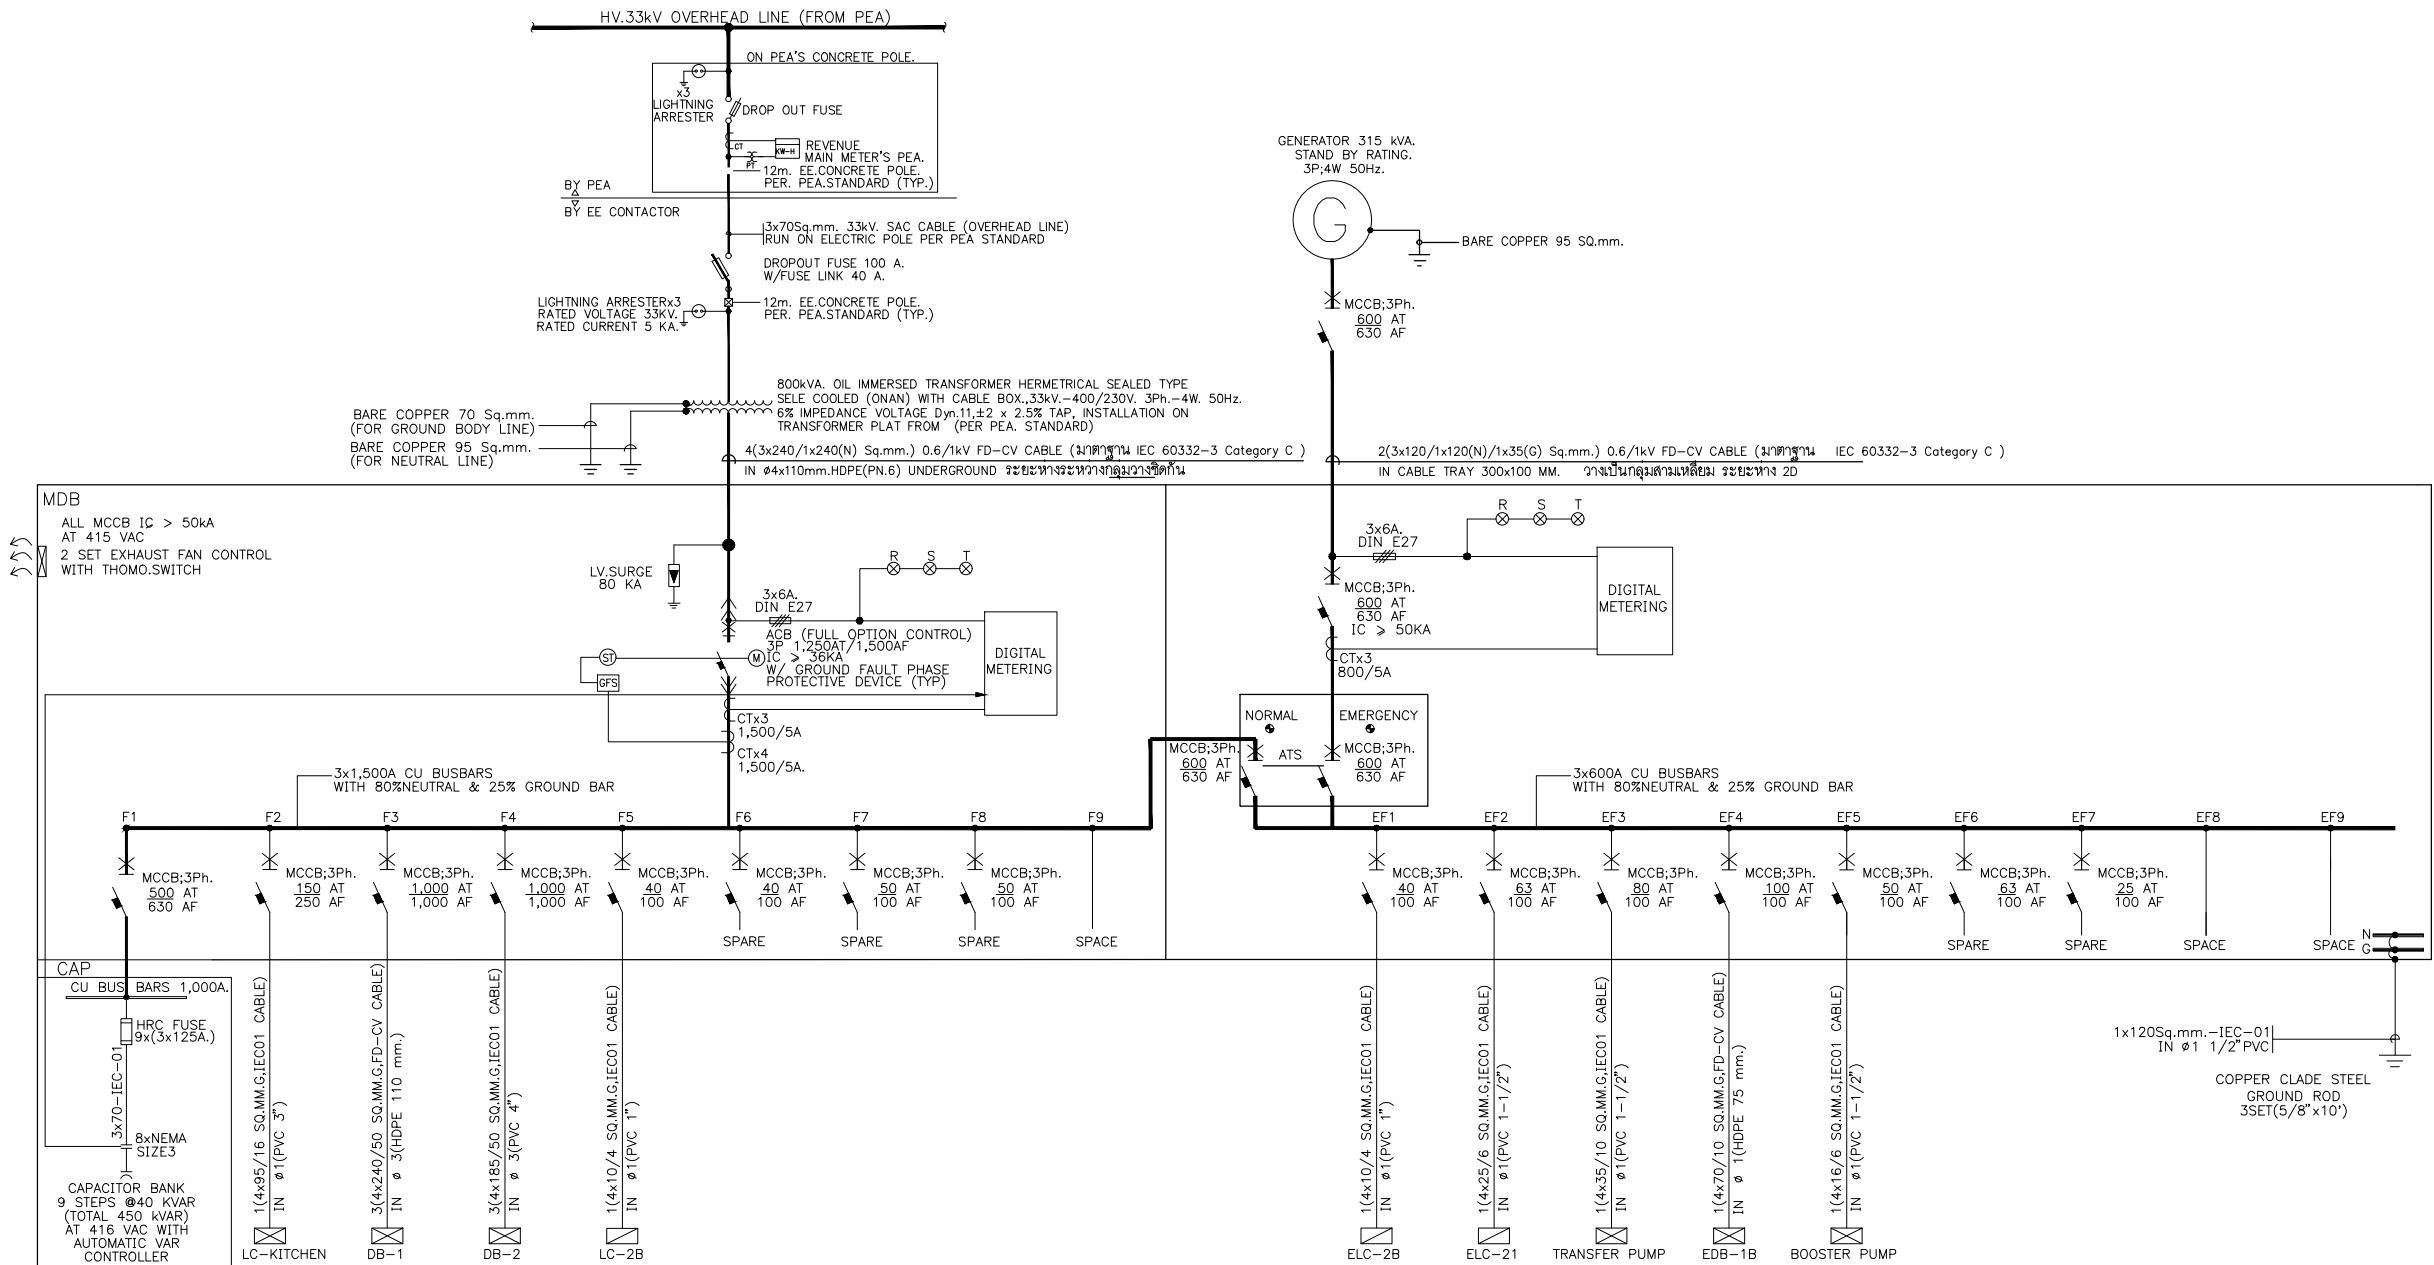 HV.33kV OVERHEAD LINE (FROM PEA)
ON PEA'S CONCRETE POLE.
x3
LIGHTNING
ARRESTER
DROP OUT FUSE
CT
KW-H
PT
REVENUE
MAIN METER'S PEA.
12m. EE.CONCRETE POLE.
PER. PEA.STANDARD (TYP.)
BY PEA
BY EE CONTACTOR
3x70Sq.mm. 33kV. SAC CABLE (OVERHEAD LINE)
RUN ON ELECTRIC POLE PER PEA STANDARD
DROPOUT FUSE 100 A.
W/FUSE LINK 40 A.
LIGHTNING ARRESTERx3
RATED VOLTAGE 33KV.
RATED CURRENT 5 KA.
12m. EE.CONCRETE POLE.
PER. PEA.STANDARD (TYP.)
800kVA. OIL IMMERSED TRANSFORMER HERMETRICAL SEALED TYPE
SELE COOLED (ONAN) WITH CABLE BOX.,33kV.-400/230V. 3Ph.-4W. 50Hz.
6% IMPEDANCE VOLTAGE Dyn.11,±2 x 2.5% TAP, INSTALLATION ON
TRANSFORMER PLAT FROM (PER PEA. STANDARD)
BARE COPPER 70 Sq.mm.
(FOR GROUND BODY LINE)
BARE COPPER 95 Sq.mm.
(FOR NEUTRAL LINE)
4(3x240/1x240(N) Sq.mm.) 0.6/1kV FD-CV CABLE (มาตาฐาน IEC 60332-3 Category C )
IN ø4x110mm.HDPE(PN.6) UNDERGROUND ระยะห่างระหว่างกลุ่มวางชิดกัน
GENERATOR 315 kVA.
STAND BY RATING.
3P;4W 50Hz.
G
BARE COPPER 95 SQ.mm.
MCCB;3Ph.
600 AT
630 AF
2(3x120/1x120(N)/1x35(G) Sq.mm.) 0.6/1kV FD-CV CABLE (มาตาฐาน IEC 60332-3 Category C )
IN CABLE TRAY 300x100 MM. วางเป็นกลุ่มสามเหลี่ยม ระยะห่าง 2D
MDB
ALL MCCB IC > 50kA
AT 415 VAC
2 SET EXHAUST FAN CONTROL
WITH THOMO.SWITCH
LV.SURGE
80 KA
R S T
3x6A.
DIN E27
ACB (FULL OPTION CONTROL)
3P 1,250AT/1,500AF
IC ⩾ 36KA
W/ GROUND FAULT PHASE
PROTECTIVE DEVICE (TYP)
ST
M
GFS
DIGITAL
METERING
CTx3
1,500/5A
CTx4
1,500/5A.
R S T
3x6A.
DIN E27
MCCB;3Ph.
600 AT
630 AF
IC ⩾ 50KA
CTx3
800/5A
DIGITAL
METERING
NORMAL
EMERGENCY
ATS
MCCB;3Ph.
600 AT
630 AF
MCCB;3Ph.
600 AT
630 AF
3x1,500A CU BUSBARS
WITH 80%NEUTRAL & 25% GROUND BAR
3x600A CU BUSBARS
WITH 80%NEUTRAL & 25% GROUND BAR
F1 F2 F3 F4 F5 F6 F7 F8 F9
EF1 EF2 EF3 EF4 EF5 EF6 EF7 EF8 EF9
MCCB;3Ph.
500 AT
630 AF
MCCB;3Ph.
150 AT
250 AF
MCCB;3Ph.
1,000 AT
1,000 AF
MCCB;3Ph.
1,000 AT
1,000 AF
MCCB;3Ph.
40 AT
100 AF
MCCB;3Ph.
40 AT
100 AF
SPARE
MCCB;3Ph.
50 AT
100 AF
SPARE
MCCB;3Ph.
50 AT
100 AF
SPARE
SPACE
MCCB;3Ph.
40 AT
100 AF
MCCB;3Ph.
63 AT
100 AF
MCCB;3Ph.
80 AT
100 AF
MCCB;3Ph.
100 AT
100 AF
MCCB;3Ph.
50 AT
100 AF
MCCB;3Ph.
63 AT
100 AF
SPARE
MCCB;3Ph.
25 AT
100 AF
SPARE
SPACE
SPACE
N
G
CAP
CU BUS BARS 1,000A.
HRC FUSE
9x(3x125A.)
3x70-IEC-01
8xNEMA
SIZE3
CAPACITOR BANK
9 STEPS @40 KVAR
(TOTAL 450 kVAR)
AT 416 VAC WITH
AUTOMATIC VAR
CONTROLLER
1(4x95/16 SQ.MM.G,IEC01 CABLE)
IN ø1(PVC 3")
LC-KITCHEN
3(4x240/50 SQ.MM.G,FD-CV CABLE)
IN ø 3(HDPE 110 mm.)
DB-1
3(4x185/50 SQ.MM.G,IEC01 CABLE)
IN ø 3(PVC 4")
DB-2
1(4x10/4 SQ.MM.G,IEC01 CABLE)
IN ø1(PVC 1")
LC-2B
1(4x10/4 SQ.MM.G,IEC01 CABLE)
IN ø1(PVC 1")
ELC-2B
1(4x25/6 SQ.MM.G,IEC01 CABLE)
IN ø1(PVC 1-1/2")
ELC-21
1(4x35/10 SQ.MM.G,IEC01 CABLE)
IN ø1(PVC 1-1/2")
TRANSFER PUMP
1(4x70/10 SQ.MM.G,FD-CV CABLE)
IN ø 1(HDPE 75 mm.)
EDB-1B
1(4x16/6 SQ.MM.G,IEC01 CABLE)
IN ø1(PVC 1-1/2")
BOOSTER PUMP
1x120Sq.mm.-IEC-01
IN ø1 1/2"PVC
COPPER CLADE STEEL
GROUND ROD
3SET(5/8"x10')